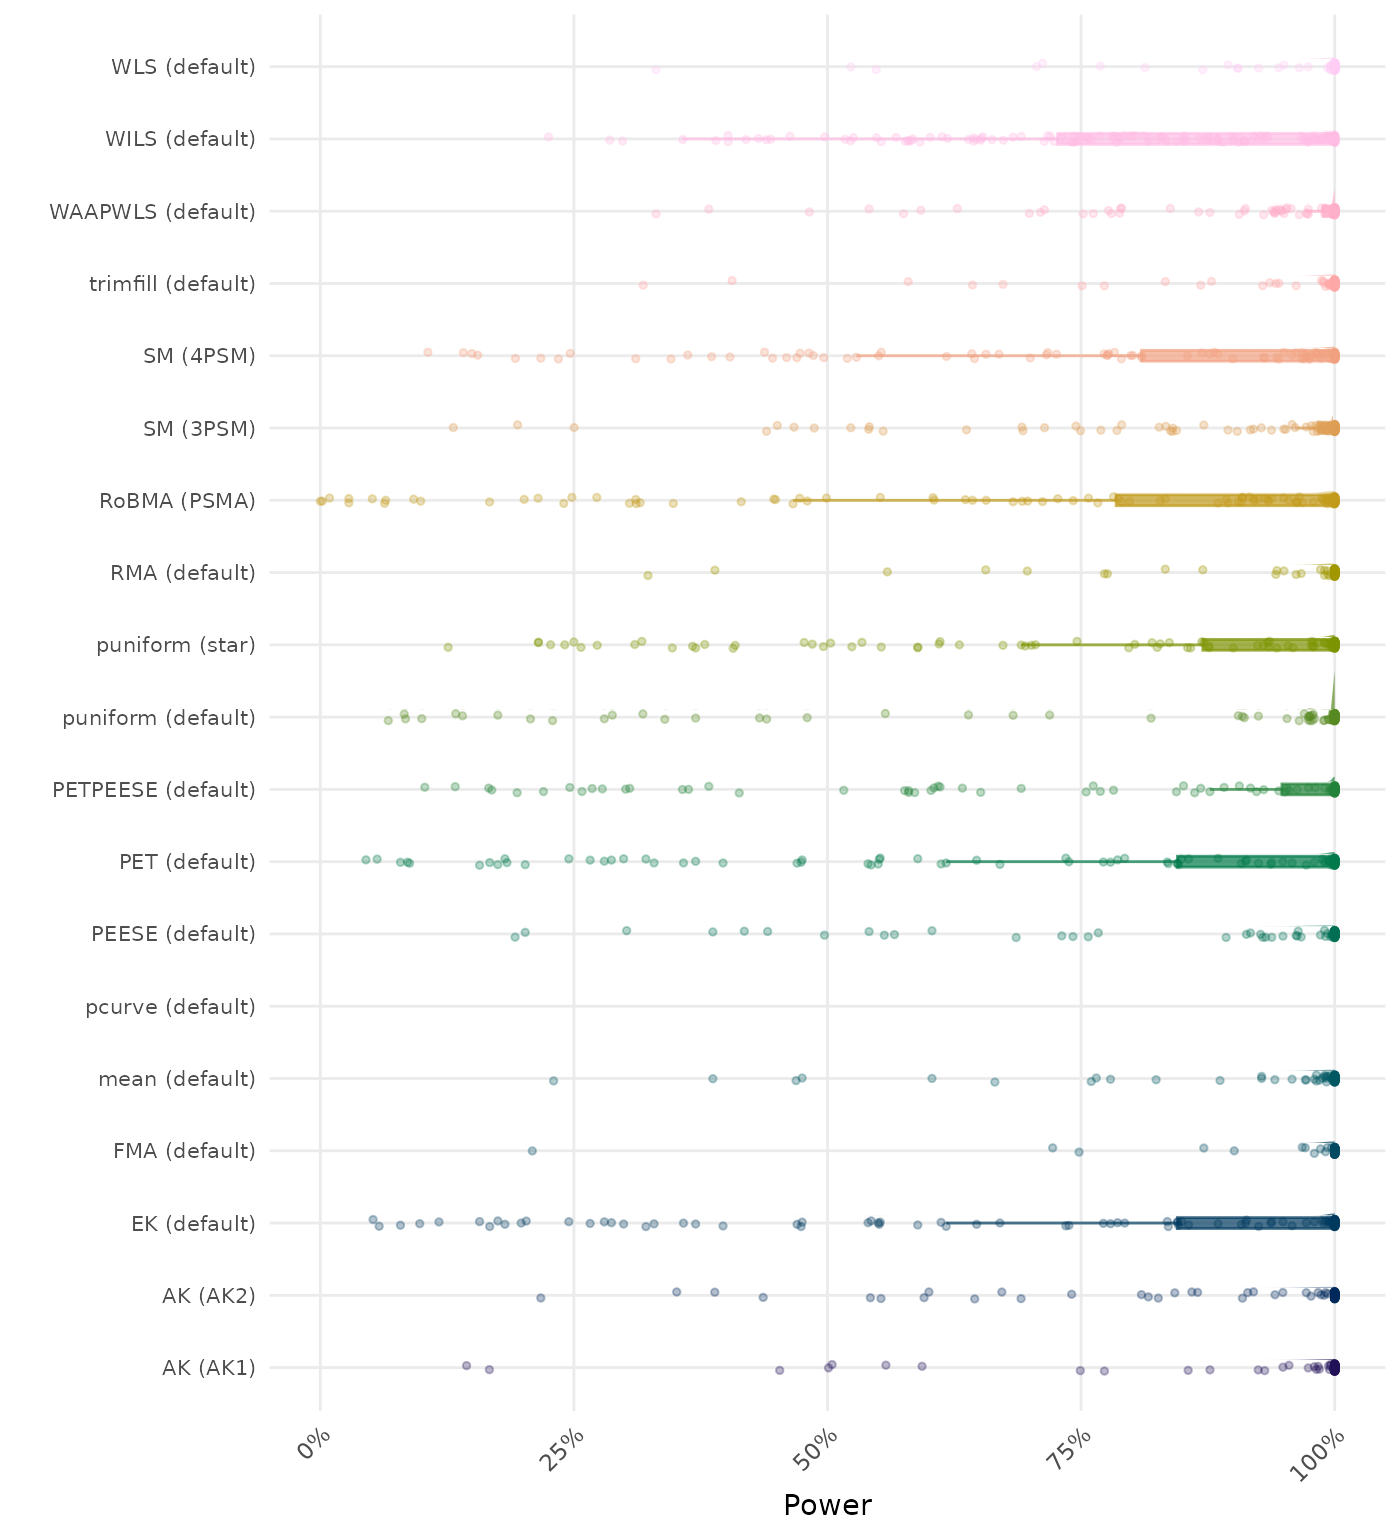 WLS (default)
WILS (default)
WAAPWLS (default)
trimfill (default)
SM (4PSM)
SM (3PSM)
RoBMA (PSMA)
RMA (default)
puniform (star)
puniform (default)
PETPEESE (default)
PET (default)
PEESE (default)
pcurve (default)
mean (default)
FMA (default)
EK (default)
AK (AK2)
AK (AK1)
0%
25%
50%
75%
100%
Power